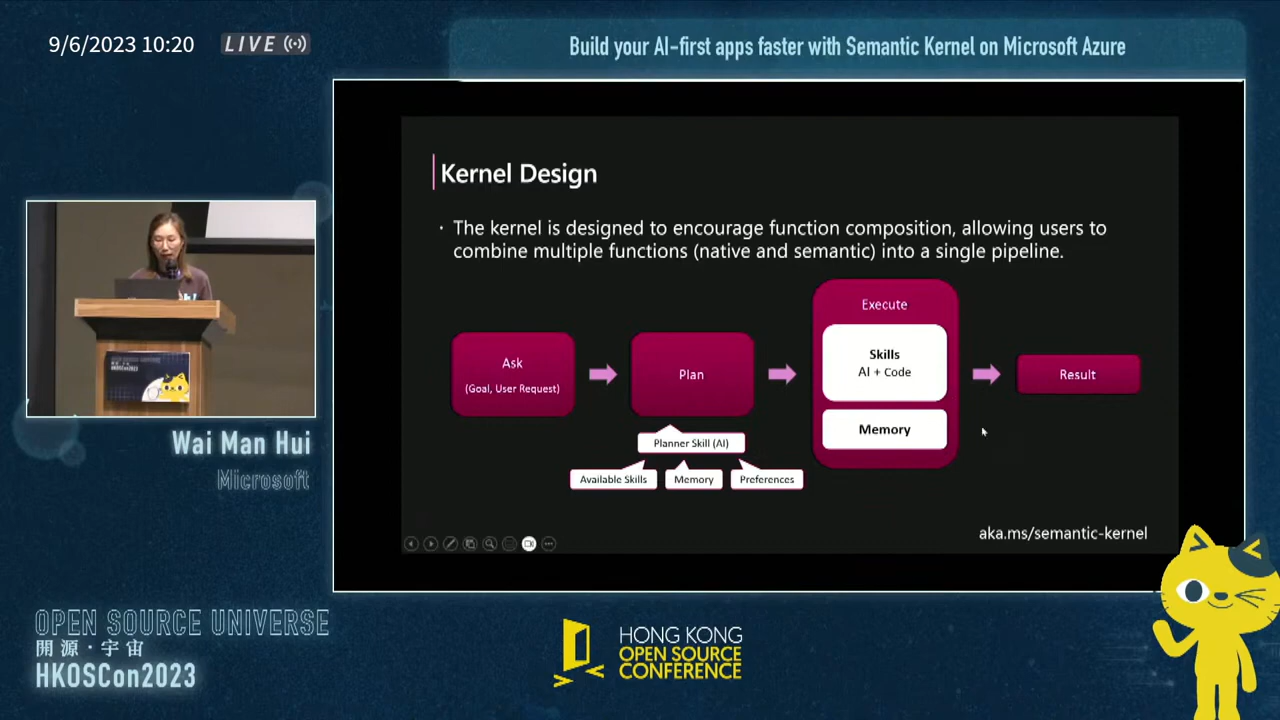 9/6/2023 10:20
LIVE
Build your AI-first apps faster with Semantic Kernel on Microsoft Azure
Kernel Design
· The kernel is designed to encourage function composition, allowing users to
combine multiple functions (native and semantic) into a single pipeline.
Ask
(Goal, User Request)
Plan
Execute
Skills
AI + Code
Memory
Result
Planner Skill (AI)
Available Skills
Memory
Preferences
aka.ms/semantic-kernel
Wai Man Hui
Microsoft
OPEN SOURCE UNIVERSE
開源·宇宙
HKOSCon2023
HONG KONG
OPEN SOURCE
CONFERENCE